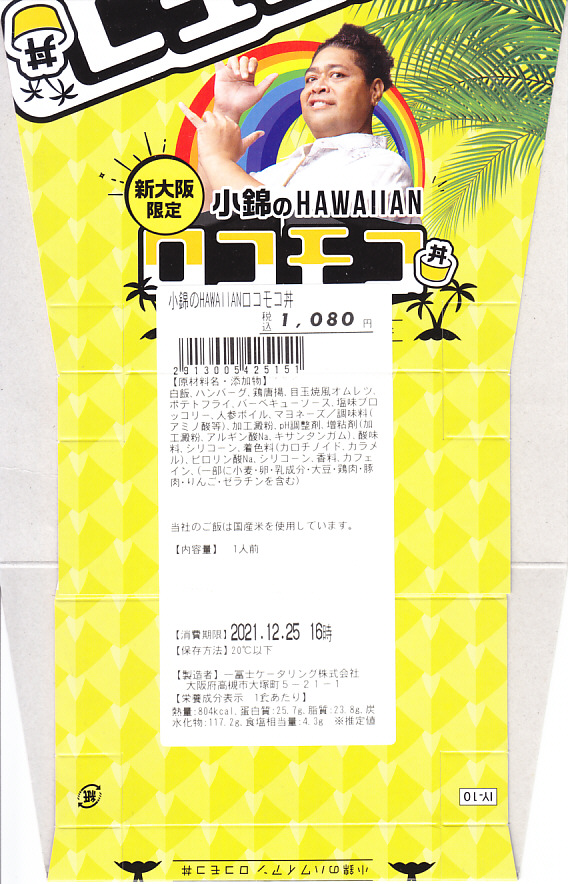 丼
新大阪
限定
小錦のHAWAIIAN
ロコモコ
丼
小錦のHAWAIIANロコモコ丼
税込 1,080 円
2913005425151
【原材料名・添加物】
白飯、ハンバーグ、鶏唐揚、目玉焼風オムレツ、
ポテトフライ、バーベキューソース、塩味ブロ
ッコリー、人参ボイル、マヨネーズ／調味料(
アミノ酸等)、加工澱粉、pH調整剤、増粘剤(加
工澱粉、アルギン酸Na、キサンタンガム)、酸味
料、シリコーン、着色料(カロチノイド、カラメ
ル)、ピロリン酸Na、シリコーン、香料、カフェ
イン、(一部に小麦・卵・乳成分・大豆・鶏肉・豚
肉・りんご・ゼラチンを含む)
当社のご飯は国産米を使用しています。
【内容量】 1人前
【消費期限】2021.12.25 16時
【保存方法】20℃以下
【製造者】一冨士ケータリング株式会社
大阪府高槻市大塚町５－２１－１
【栄養成分表示 1食あたり】
熱量:804kcal、蛋白質:25.7g、脂質:23.8g、炭
水化物:117.2g、食塩相当量:4.3g ※推定値
紙
IY-10
小錦のハワイアン ロコモコ丼